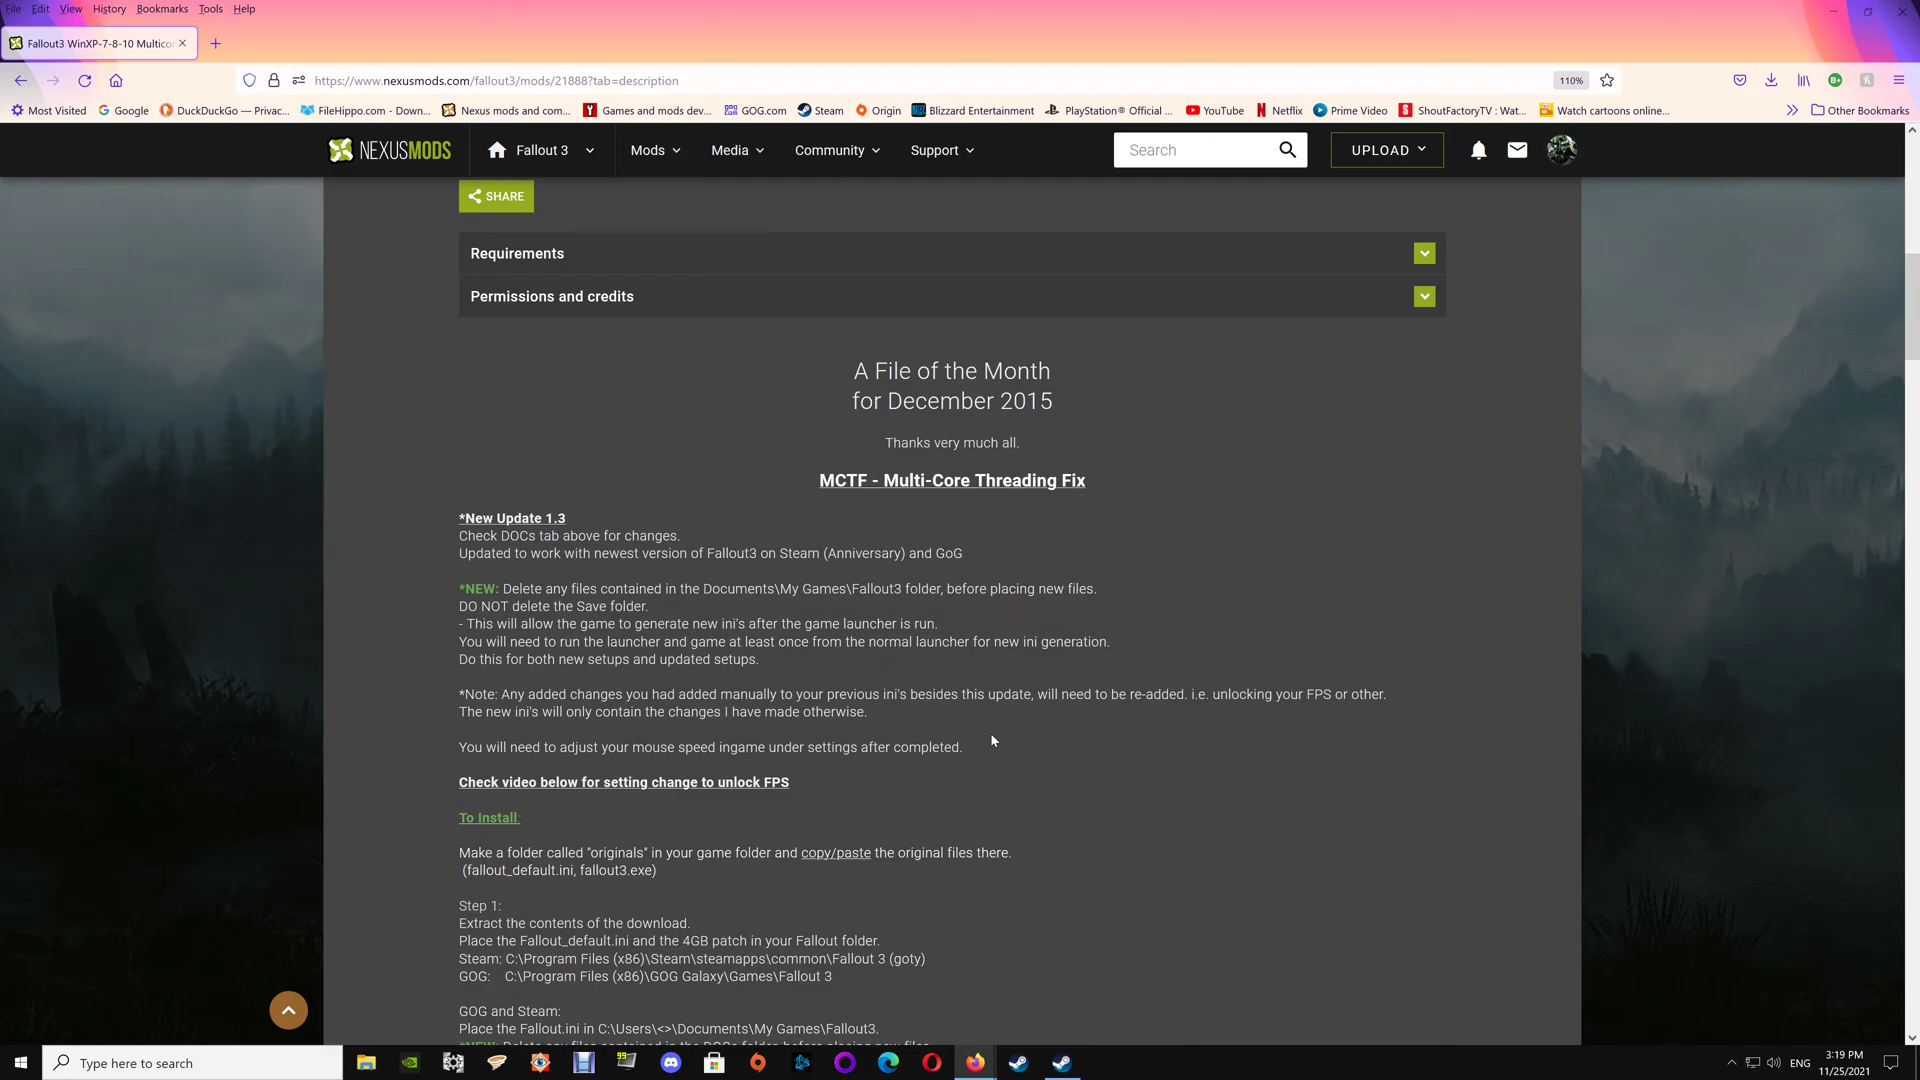 File Edit View History Bookmarks Tools Help
Fallout3 WinXP-7-8-10 Multico
https://www.nexusmods.com/fallout3/mods/21888?tab=description
110%
Most Visited Google DuckDuckGo — Privac... FileHippo.com - Down... Nexus mods and com... Games and mods dev... GOG.com Steam Origin Blizzard Entertainment PlayStation® Official ... YouTube Netflix Prime Video ShoutFactoryTV : Wat... Watch cartoons online... Other Bookmarks
NEXUSMODS Fallout 3 Mods Media Community Support Search UPLOAD
SHARE
Requirements
Permissions and credits
A File of the Month
for December 2015
Thanks very much all.
MCTF - Multi-Core Threading Fix
*New Update 1.3
Check DOCs tab above for changes.
Updated to work with newest version of Fallout3 on Steam (Anniversary) and GoG
*NEW: Delete any files contained in the Documents\My Games\Fallout3 folder, before placing new files.
DO NOT delete the Save folder.
- This will allow the game to generate new ini's after the game launcher is run.
You will need to run the launcher and game at least once from the normal launcher for new ini generation.
Do this for both new setups and updated setups.
*Note: Any added changes you had added manually to your previous ini's besides this update, will need to be re-added. i.e. unlocking your FPS or other.
The new ini's will only contain the changes I have made otherwise.
You will need to adjust your mouse speed ingame under settings after completed.
Check video below for setting change to unlock FPS
To Install:
Make a folder called "originals" in your game folder and copy/paste the original files there.
(fallout_default.ini, fallout3.exe)
Step 1:
Extract the contents of the download.
Place the Fallout_default.ini and the 4GB patch in your Fallout folder.
Steam: C:\Program Files (x86)\Steam\steamapps\common\Fallout 3 (goty)
GOG: C:\Program Files (x86)\GOG Galaxy\Games\Fallout 3
GOG and Steam:
Place the Fallout.ini in C:\Users\<>\Documents\My Games\Fallout3.
*NEW: Delete any files contained in the DOCs folder before placing new files
Type here to search
99
ENG
3:19 PM
11/25/2021